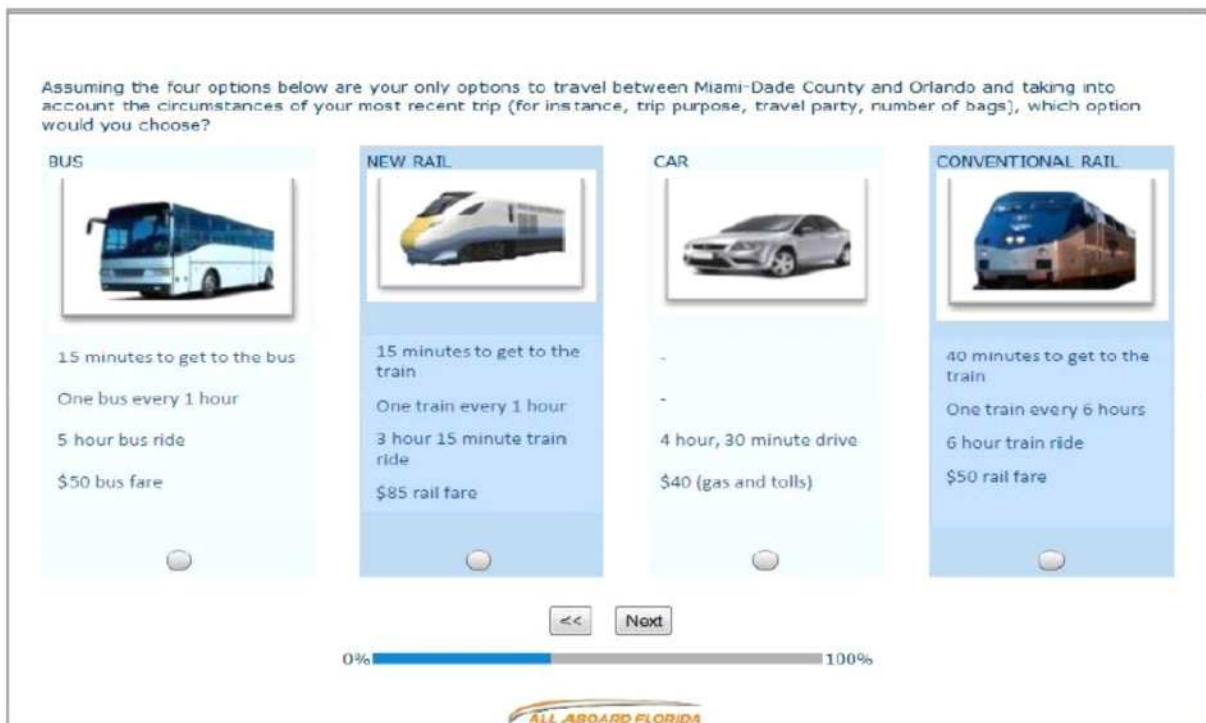 Assuming the four options below are your only options to travel between Miami-Dade County and Orlando and taking into
account the circumstances of your most recent trip (for instance, trip purpose, travel party, number of bags), which option
would you choose?
BUS
15 minutes to get to the bus
One bus every 1 hour
5 hour bus ride
$50 bus fare
NEW RAIL
15 minutes to get to the
train
One train every 1 hour
3 hour 15 minute train
ride
$85 rail fare
CAR
-
-
4 hour, 30 minute drive
$40 (gas and tolls)
CONVENTIONAL RAIL
40 minutes to get to the
train
One train every 6 hours
6 hour train ride
$50 rail fare
<< Next
0% 100%
ALL ABOARD FLORIDA